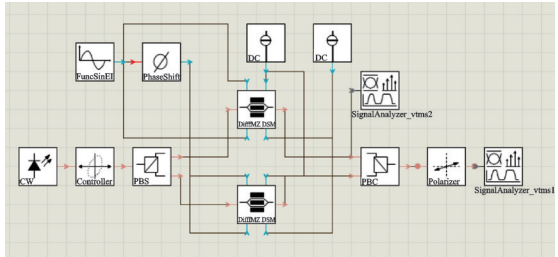 DC
DC
FuncSinEl
PhaseShift
SignalAnalyzer_vtms2
DiffMZ DSM
CW
Controller
PBS
PBC
Polarizer
SignalAnalyzer_vtms1
DiffMZ DSM